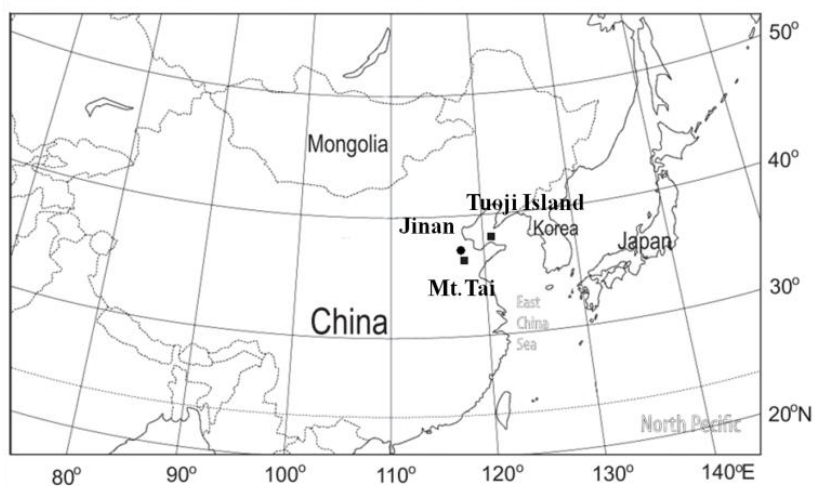 50°
Mongolia
40°
Tuoji Island
Jinan
Korea
Japan
Mt.Tai
30°
East
China
Sea
China
North Pecific
20°N
80°
90°
100°
110°
120°
130°
140°E